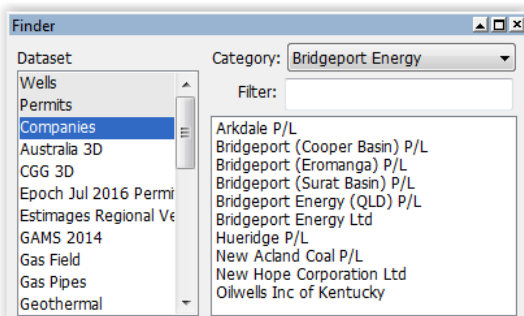 Finder
Dataset
Wells
Permits
Companies
Australia 3D
CGG 3D
Epoch Jul 2016 Permi
Estimages Regional Ve
GAMS 2014
Gas Field
Gas Pipes
Geothermal
Category: Bridgeport Energy
Filter:
Arkdale P/L
Bridgeport (Cooper Basin) P/L
Bridgeport (Eromanga) P/L
Bridgeport (Surat Basin) P/L
Bridgeport Energy (QLD) P/L
Bridgeport Energy Ltd
Hueridge P/L
New Acland Coal P/L
New Hope Corporation Ltd
Oilwells Inc of Kentucky